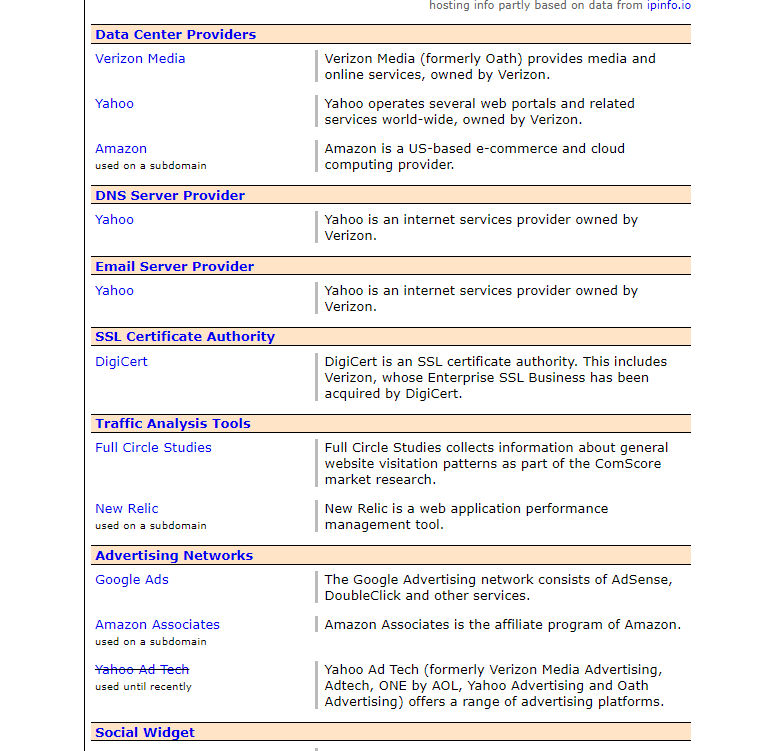 hosting info partly based on data from ipinfo.io
Data Center Providers
Verizon Media
Verizon Media (formerly Oath) provides media and
online services, owned by Verizon.
Yahoo
Yahoo operates several web portals and related
services world-wide, owned by Verizon.
Amazon
used on a subdomain
Amazon is a US-based e-commerce and cloud
computing provider.
DNS Server Provider
Yahoo
Yahoo is an internet services provider owned by
Verizon.
Email Server Provider
Yahoo
Yahoo is an internet services provider owned by
Verizon.
SSL Certificate Authority
DigiCert
DigiCert is an SSL certificate authority. This includes
Verizon, whose Enterprise SSL Business has been
acquired by DigiCert.
Traffic Analysis Tools
Full Circle Studies
Full Circle Studies collects information about general
website visitation patterns as part of the ComScore
market research.
New Relic
used on a subdomain
New Relic is a web application performance
management tool.
Advertising Networks
Google Ads
The Google Advertising network consists of AdSense,
DoubleClick and other services.
Amazon Associates
used on a subdomain
Amazon Associates is the affiliate program of Amazon.
Yahoo Ad Tech
used until recently
Yahoo Ad Tech (formerly Verizon Media Advertising,
Adtech, ONE by AOL, Yahoo Advertising and Oath
Advertising) offers a range of advertising platforms.
Social Widget